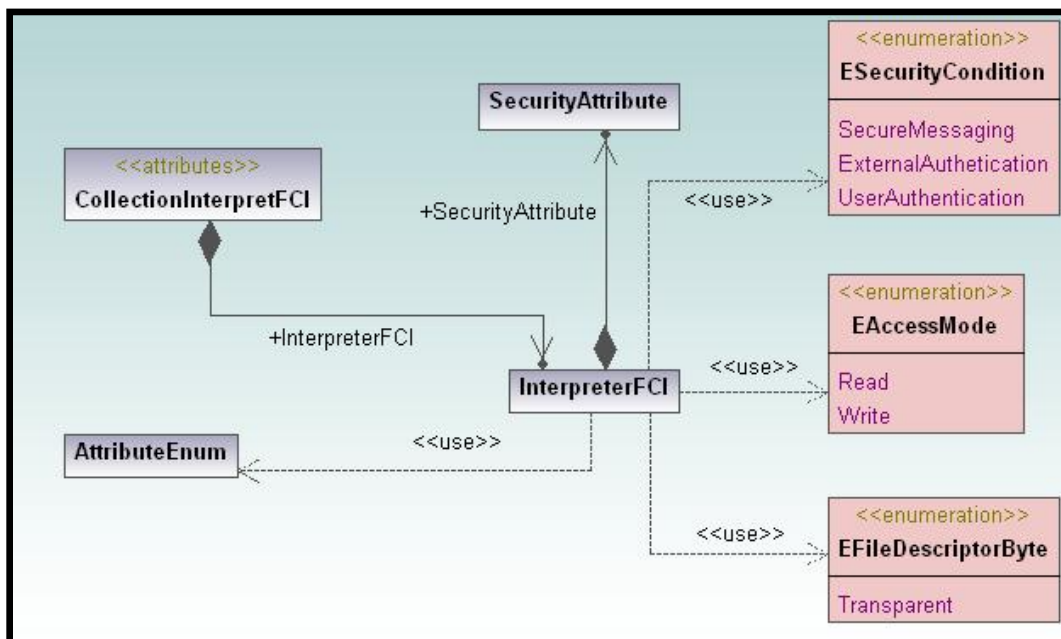 <<enumeration>>
ESecurityCondition
SecureMessaging
ExternalAuthetication
UserAuthentication
SecurityAttribute
<<attributes>>
CollectionInterpretFCI
+SecurityAttribute
<<use>>
+InterpreterFCI
<<enumeration>>
EAccessMode
Read
Write
<<use>>
InterpreterFCI
AttributeEnum
<<use>>
<<use>>
<<enumeration>>
EFileDescriptorByte
Transparent